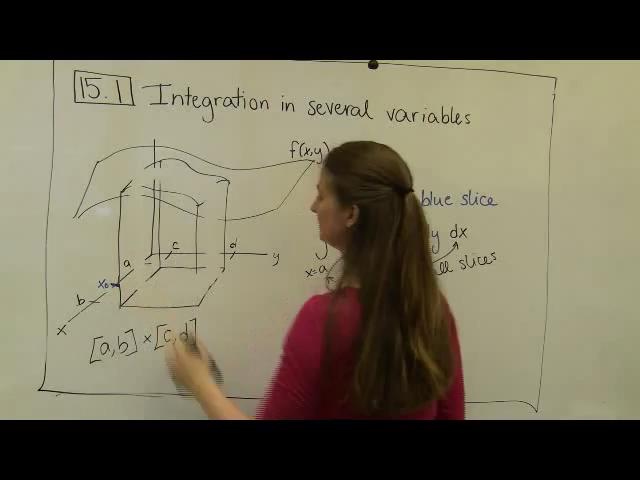 15.1 Integration in several variables
f(x,y)
blue slice
a
c
d
y
y dx
x=a
slices
x₀
b
x
[a,b] × [c,d]